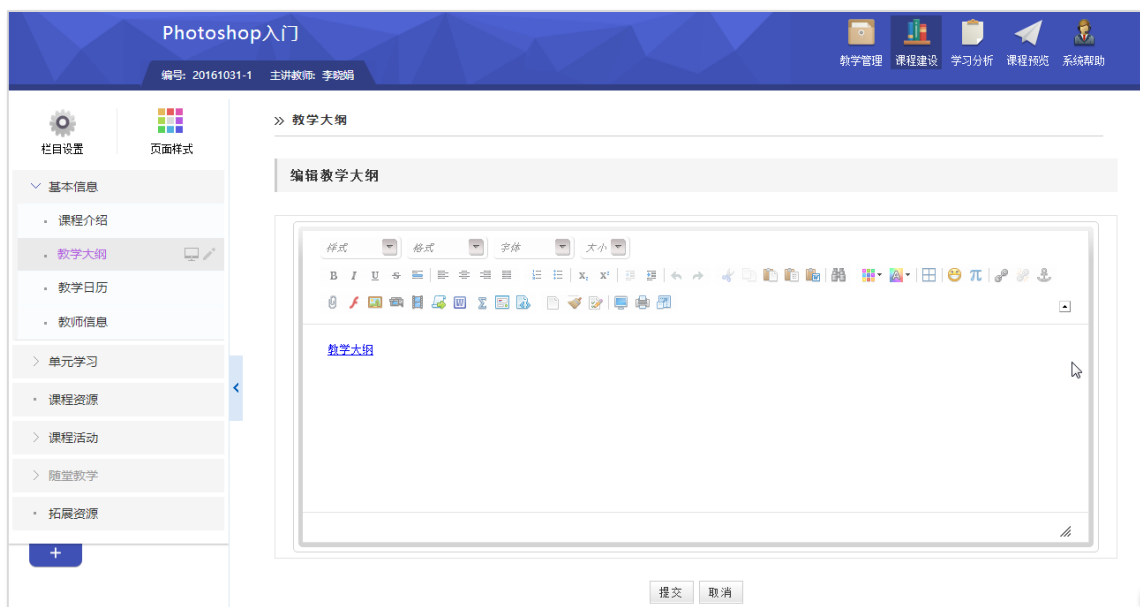 Photoshop入门
教学管理 课程建设 学习分析 课程预览 系统帮助
编号: 20161031-1 主讲教师: 李晓娟
栏目设置 页面样式
基本信息
课程介绍
教学大纲
教学日历
教师信息
单元学习
课程资源
课程活动
随堂教学
拓展资源
+
» 教学大纲
编辑教学大纲
样式 格式 字体 大小
B I U S x₂ x² π
Σ
教学大纲
提交 取消